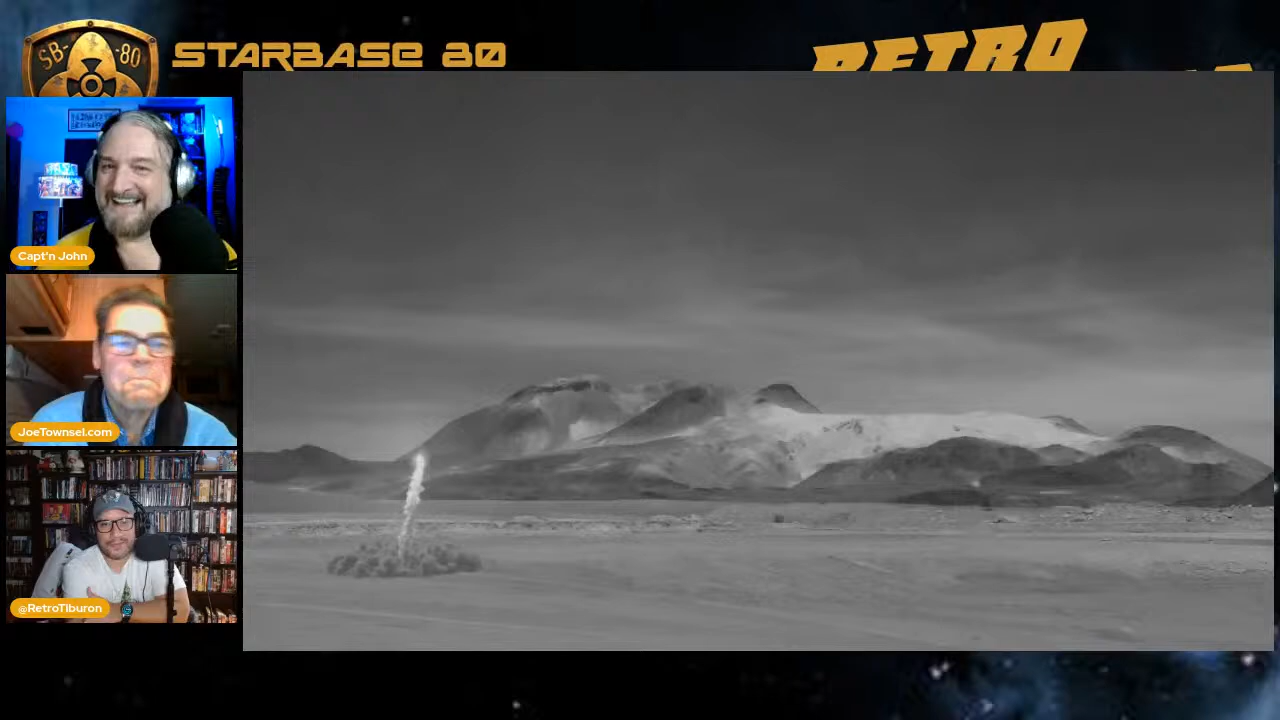 SB-80
STARBASE 80
RETRO
Capt'n John
JoeTownsel.com
@RetroTiburon